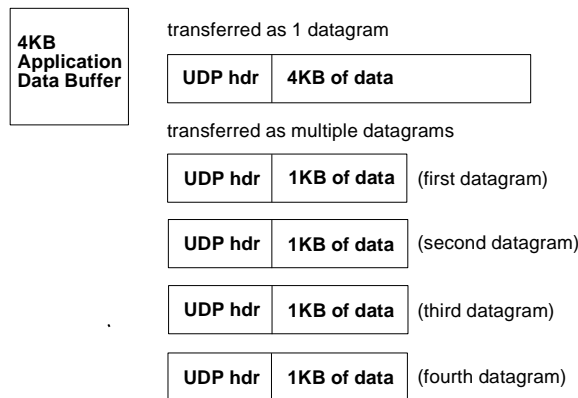 4KB
Application
Data Buffer
transferred as 1 datagram
UDP hdr 4KB of data
transferred as multiple datagrams
UDP hdr 1KB of data (first datagram)
UDP hdr 1KB of data (second datagram)
UDP hdr 1KB of data (third datagram)
UDP hdr 1KB of data (fourth datagram)